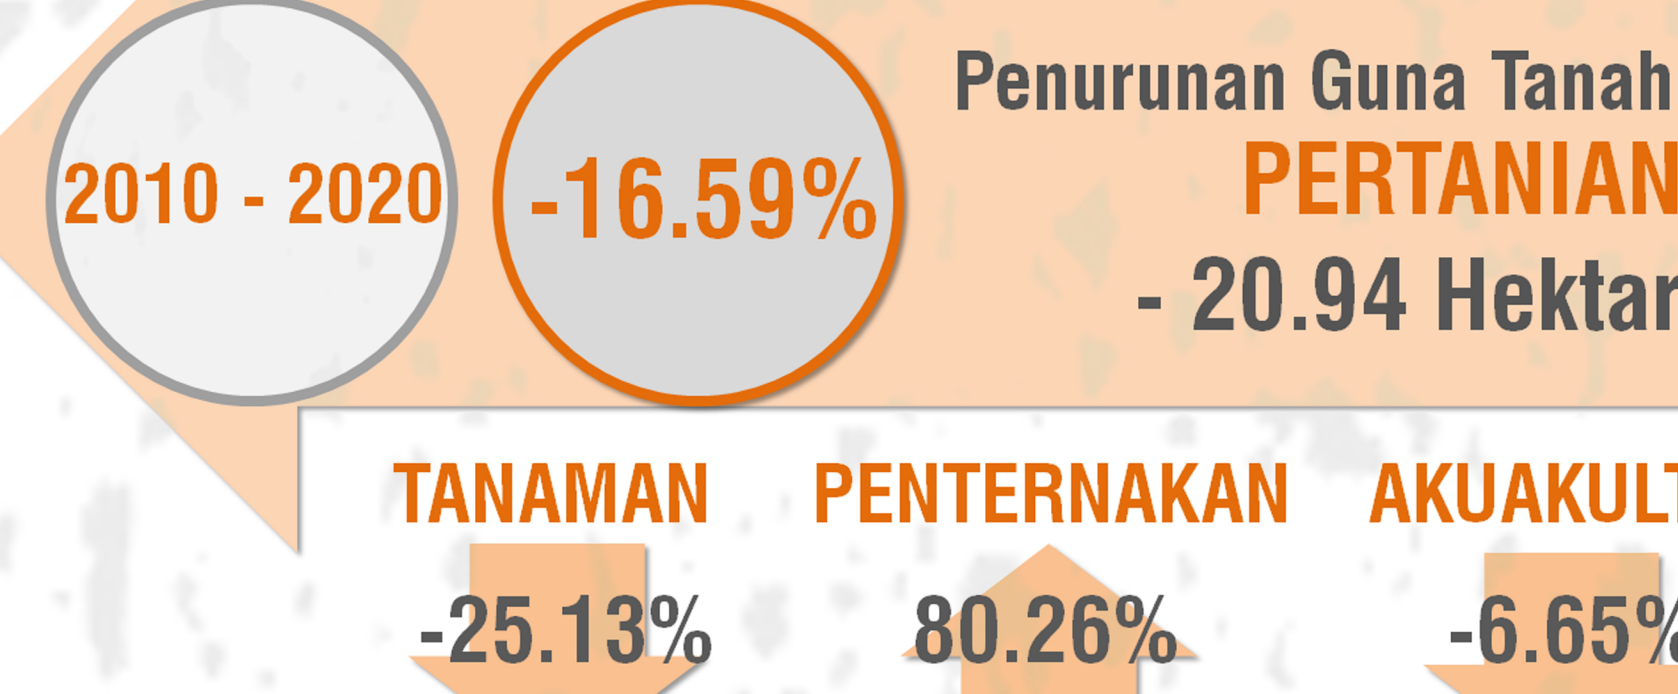 2010 - 2020
-16.59%
Penurunan Guna Tanah
PERTANIAN
- 20.94 Hektar
TANAMAN PENTERNAKAN AKUAKULT
-25.13% 80.26% -6.65%